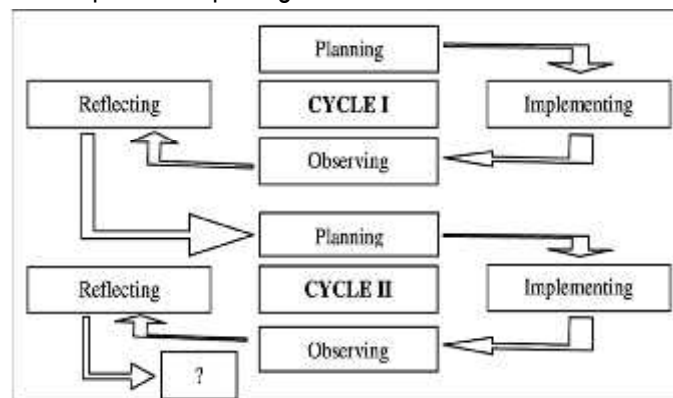 Planning
Reflecting
CYCLE I
Implementing
Observing
Planning
Reflecting
CYCLE II
Implementing
Observing
?